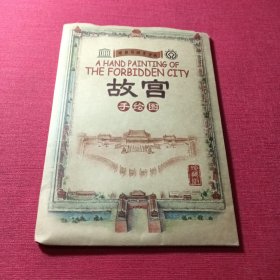 A HAND PAINTING OF
THE FORBIDDEN CITY
故宫
手绘图